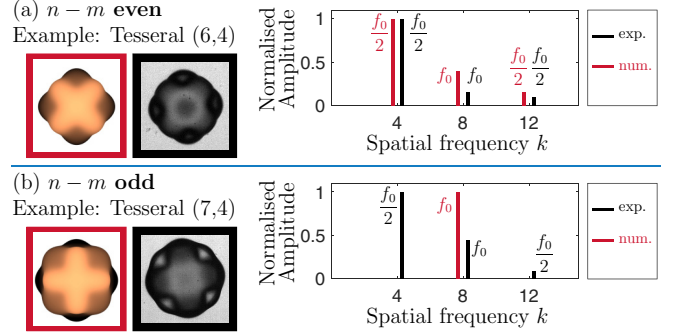 (a) n − m even
Example: Tesseral (6,4)
Normalised
Amplitude
1
0.5
0
f₀/2
f₀/2
f₀
f₀
f₀/2
f₀/2
4
8
12
Spatial frequency k
exp.
num.
(b) n − m odd
Example: Tesseral (7,4)
Normalised
Amplitude
1
0.5
0
f₀/2
f₀
f₀
f₀/2
4
8
12
Spatial frequency k
exp.
num.